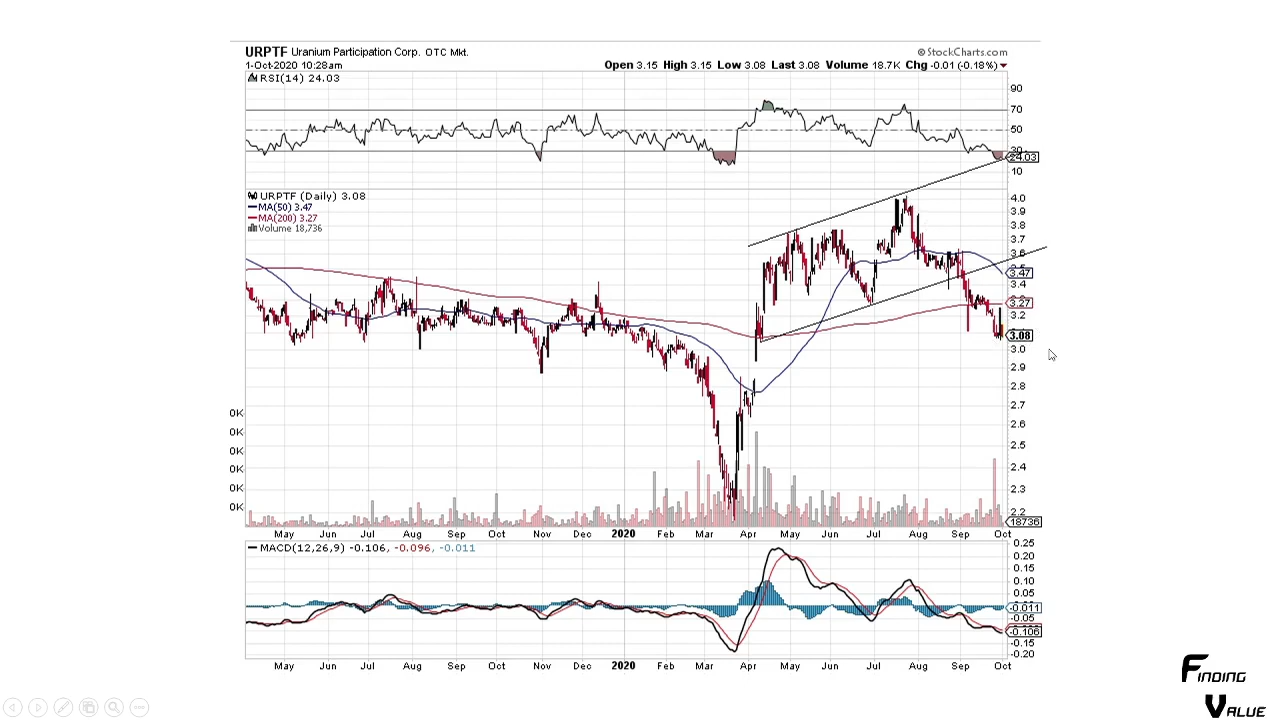 URPTF Uranium Participation Corp. OTC Mkt.
© StockCharts.com
1-Oct-2020 10:28am
Open 3.15 High 3.15 Low 3.08 Last 3.08 Volume 18.7K Chg -0.01 (-0.18%)
RSI(14) 24.03
90
70
50
30
24.03
10
URPTF (Daily) 3.08
MA(50) 3.47
MA(200) 3.27
Volume 18,736
4.0
3.9
3.8
3.7
3.6
3.5
3.47
3.4
3.27
3.2
3.08
3.0
2.9
2.8
2.7
2.6
2.5
2.4
2.3
2.2
0K
0K
0K
0K
0K
0K
18736
May Jun Jul Aug Sep Oct Nov Dec 2020 Feb Mar Apr May Jun Jul Aug Sep Oct
MACD(12,26,9) -0.106, -0.096, -0.011
0.25
0.20
0.15
0.10
0.05
-0.011
-0.05
-0.106
-0.15
-0.20
May Jun Jul Aug Sep Oct Nov Dec 2020 Feb Mar Apr May Jun Jul Aug Sep Oct
Finding
Value